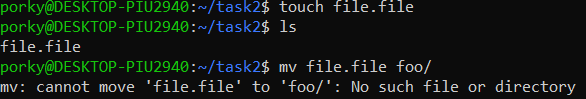 porky@DESKTOP-PIU2940:~/task2$ touch file.file
porky@DESKTOP-PIU2940:~/task2$ ls
file.file
porky@DESKTOP-PIU2940:~/task2$ mv file.file foo/
mv: cannot move 'file.file' to 'foo/': No such file or directory